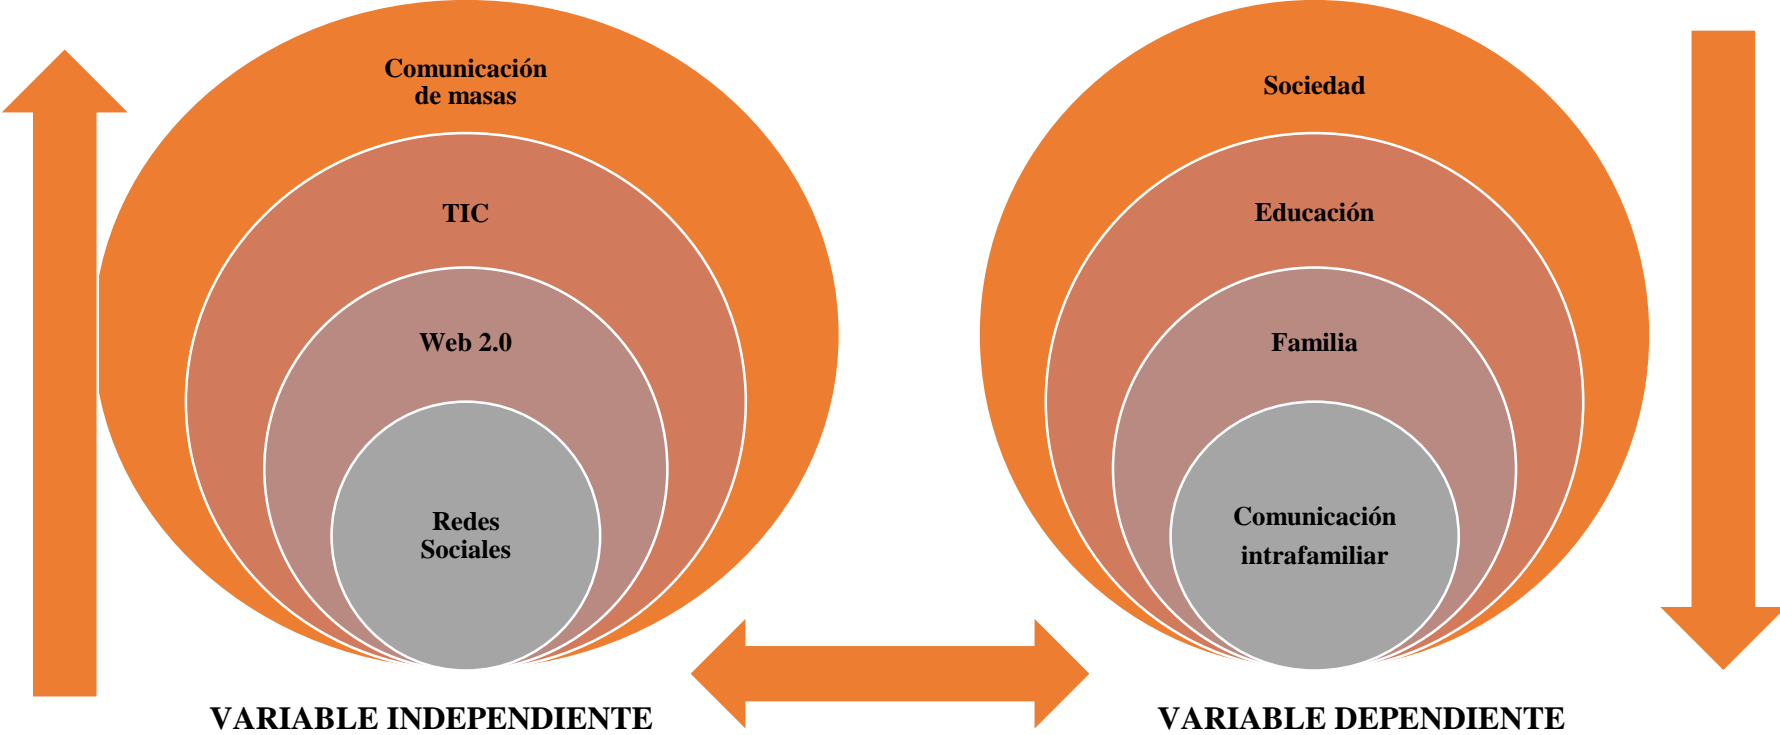 Comunicación
de masas
TIC
Web 2.0
Redes
Sociales
VARIABLE INDEPENDIENTE
Sociedad
Educación
Familia
Comunicación
intrafamiliar
VARIABLE DEPENDIENTE